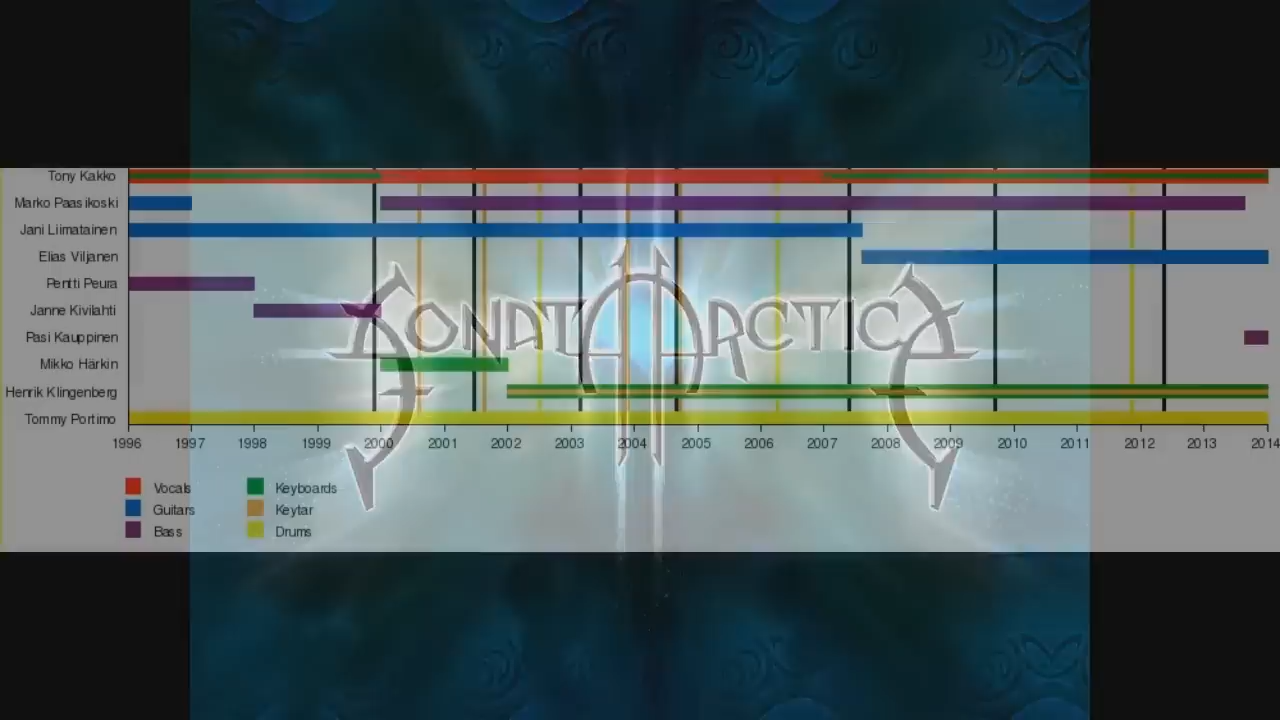 Tony Kakko
Marko Paasikoski
Jani Liimatainen
Elias Viljanen
Pentti Peura
Janne Kivilahti
Pasi Kauppinen
Mikko Härkin
Henrik Klingenberg
Tommy Portimo
SONATA ARCTICA
1996 1997 1998 1999 2000 2001 2002 2003 2004 2005 2006 2007 2008 2009 2010 2011 2012 2013 2014
Vocals Keyboards
Guitars Keytar
Bass Drums